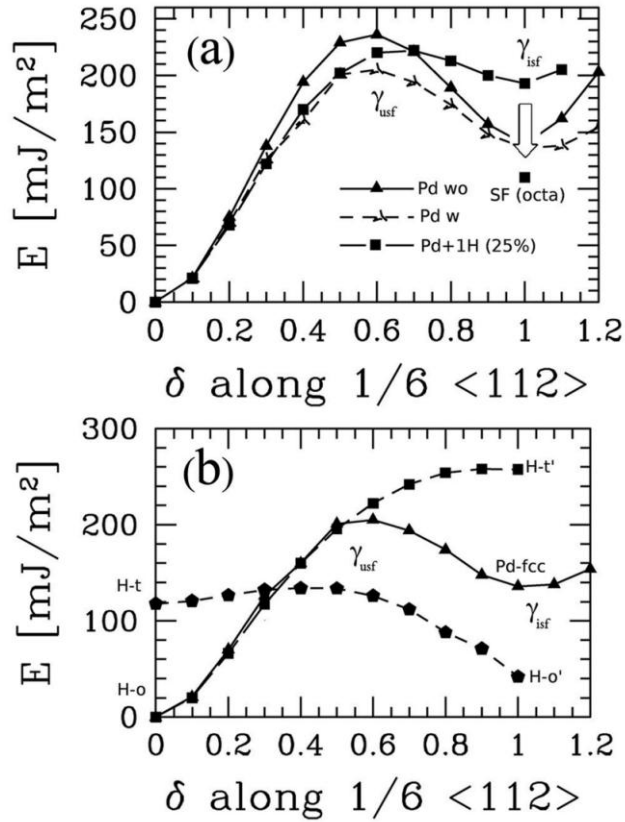 (a)
E [mJ/m²]
250
200
150
100
50
0
γusf
γisf
Pd wo
Pd w
Pd+1H (25%)
SF (octa)
0 0.2 0.4 0.6 0.8 1 1.2
δ along 1/6 <112>
(b)
E [mJ/m²]
300
200
100
0
H-t
H-o
H-t'
γusf
Pd-fcc
γisf
H-o'
0 0.2 0.4 0.6 0.8 1 1.2
δ along 1/6 <112>